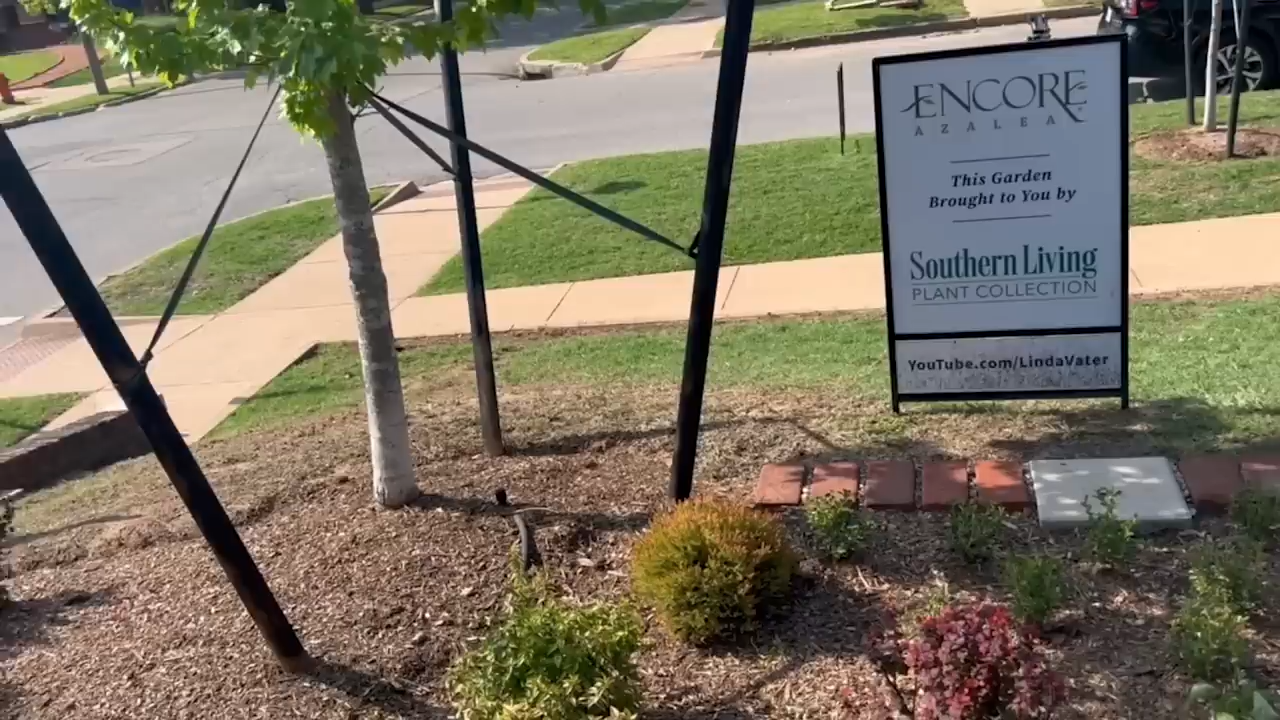 ENCORE
AZALEA
This Garden
Brought to You by
Southern Living
PLANT COLLECTION
YouTube.com/LindaVater